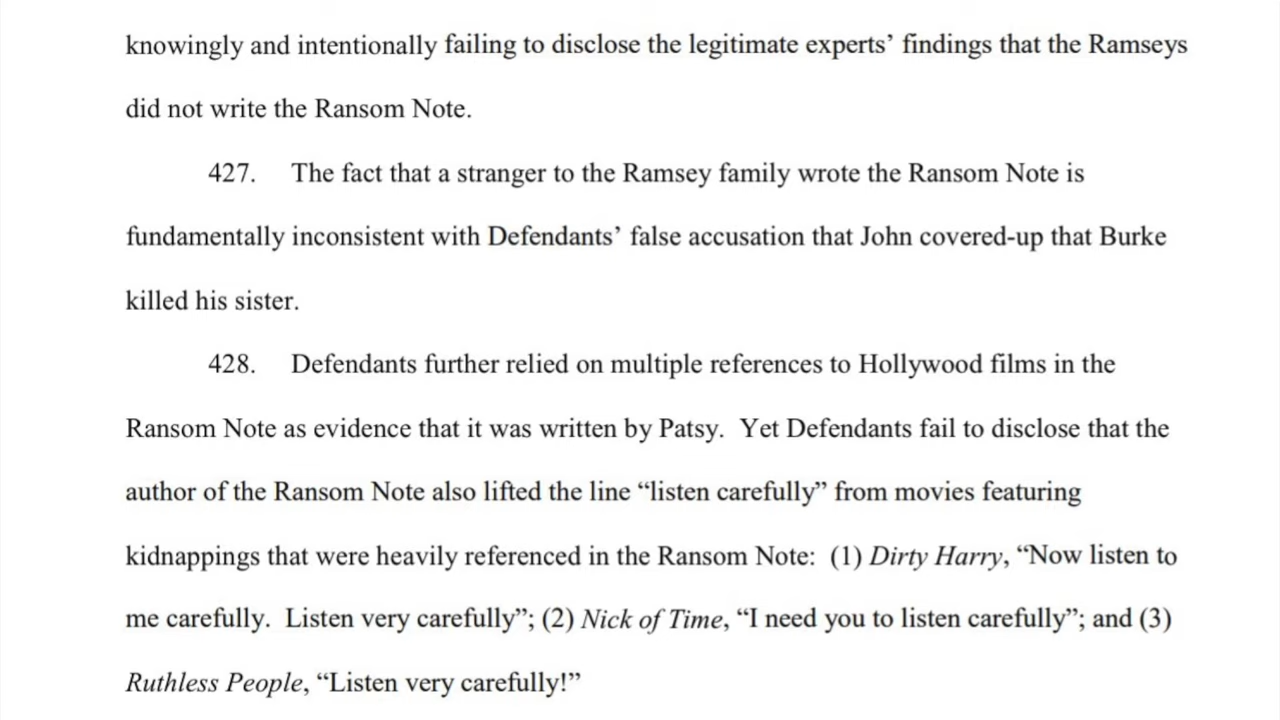 knowingly and intentionally failing to disclose the legitimate experts’ findings that the Ramseys
did not write the Ransom Note.
427. The fact that a stranger to the Ramsey family wrote the Ransom Note is
fundamentally inconsistent with Defendants’ false accusation that John covered-up that Burke
killed his sister.
428. Defendants further relied on multiple references to Hollywood films in the
Ransom Note as evidence that it was written by Patsy. Yet Defendants fail to disclose that the
author of the Ransom Note also lifted the line “listen carefully” from movies featuring
kidnappings that were heavily referenced in the Ransom Note: (1) Dirty Harry, “Now listen to
me carefully. Listen very carefully”; (2) Nick of Time, “I need you to listen carefully”; and (3)
Ruthless People, “Listen very carefully!”